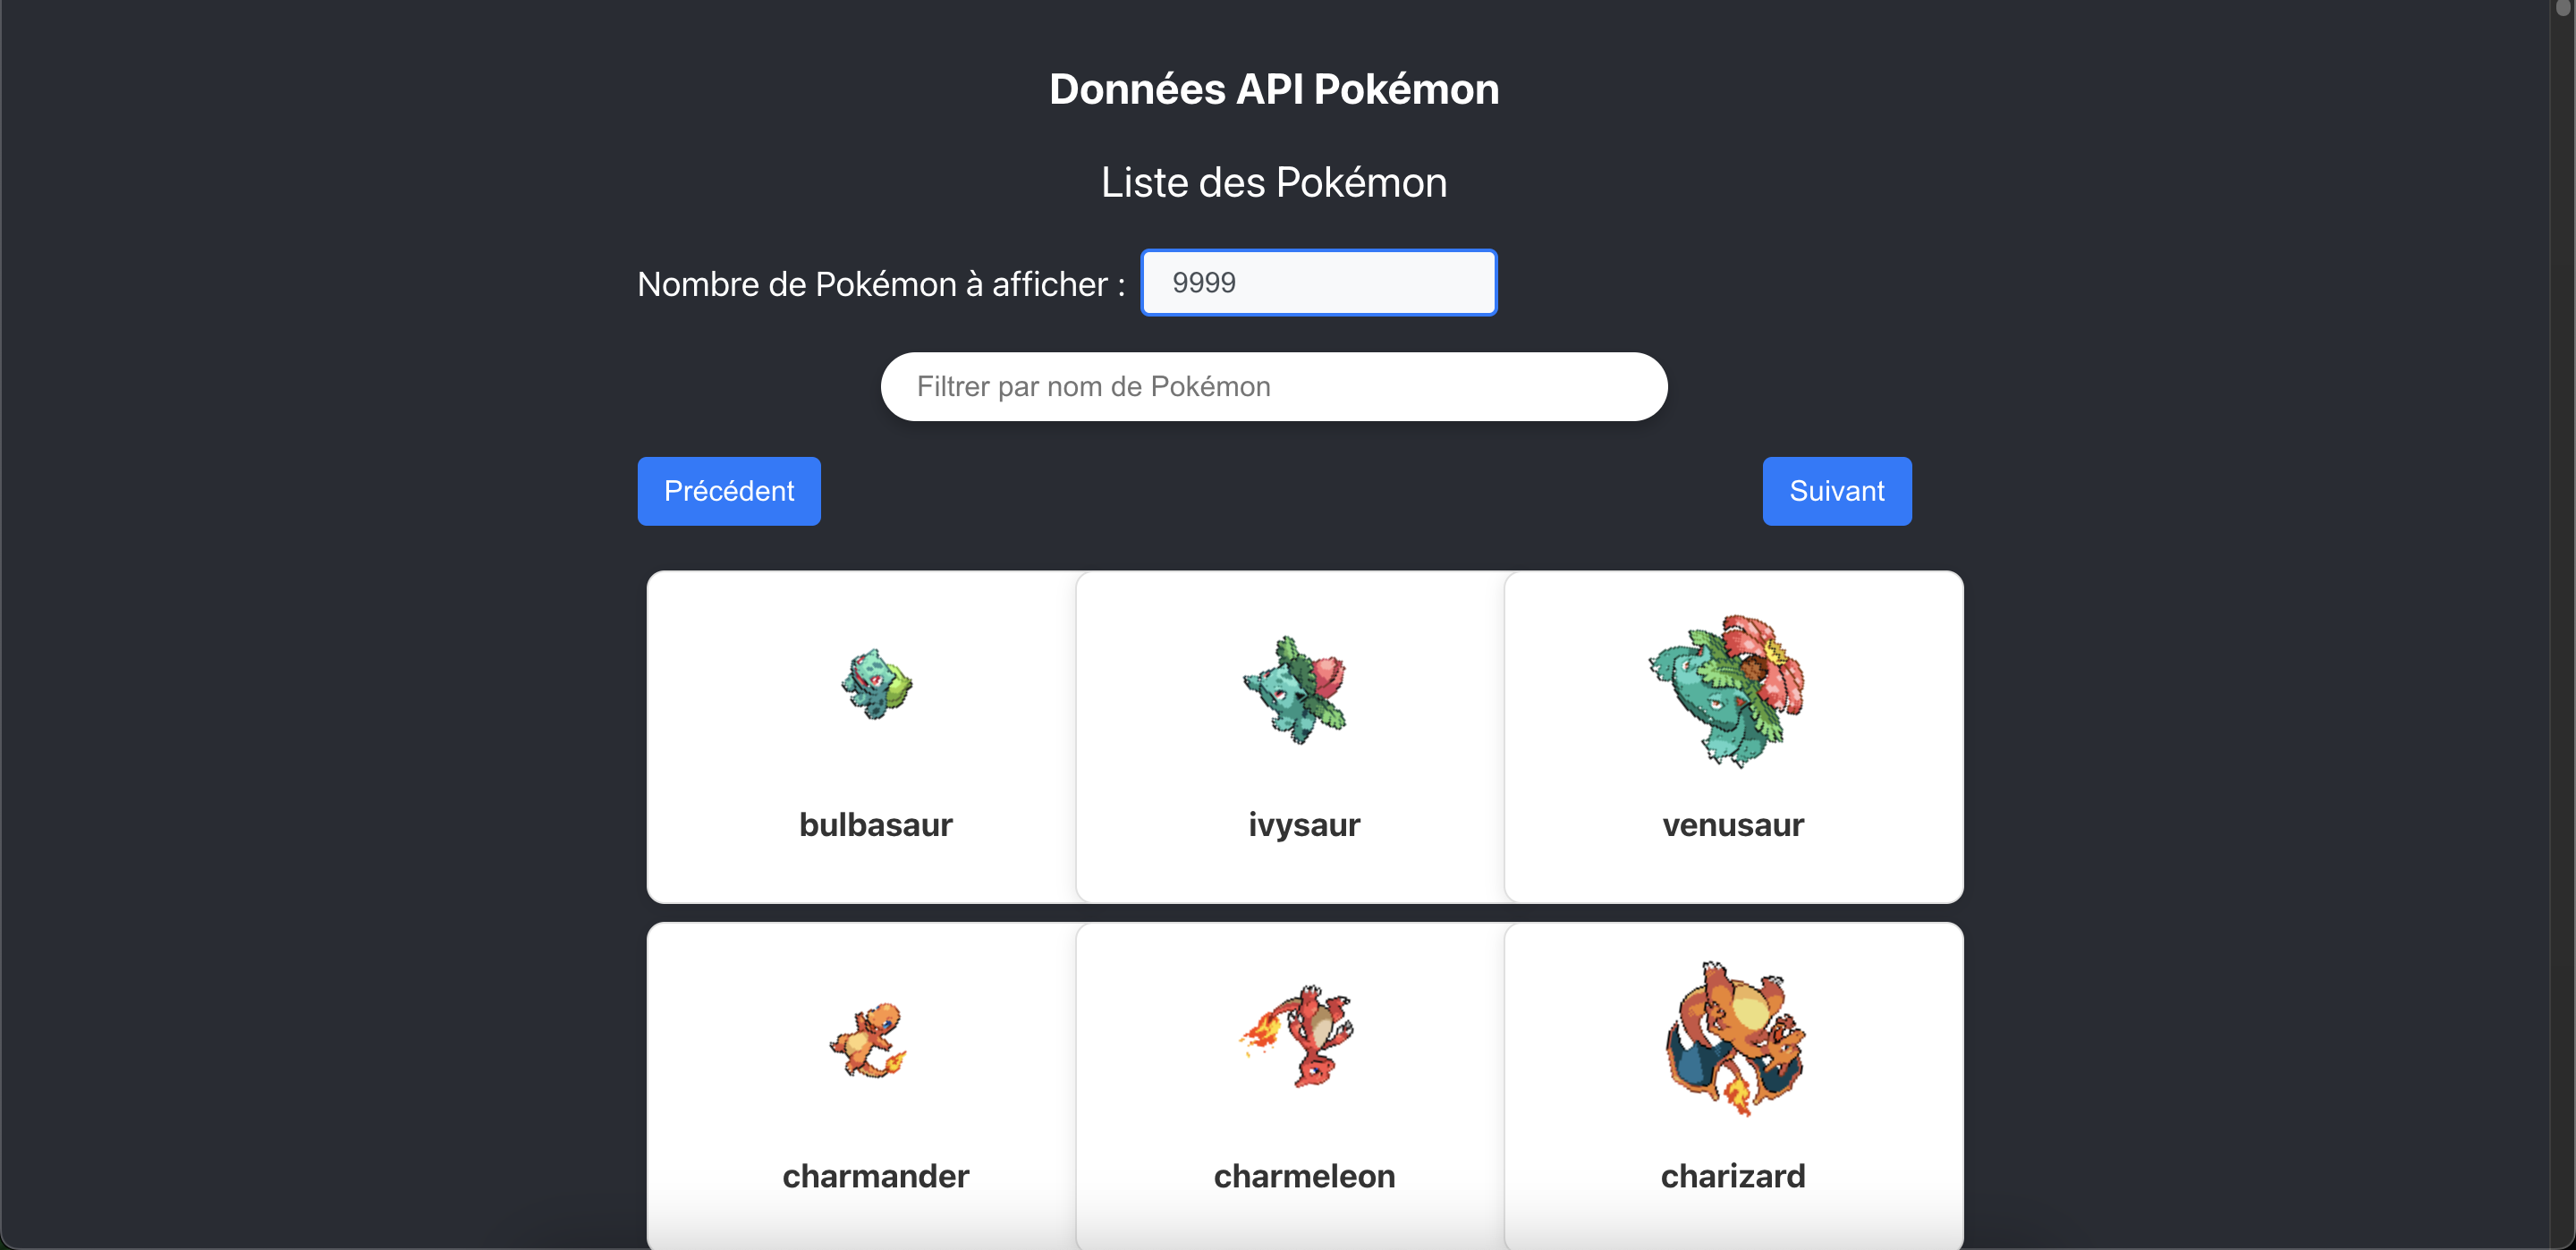 Données API Pokémon
Liste des Pokémon
Nombre de Pokémon à afficher : 9999
Filtrer par nom de Pokémon
Précédent Suivant
bulbasaur ivysaur venusaur
charmander charmeleon charizard